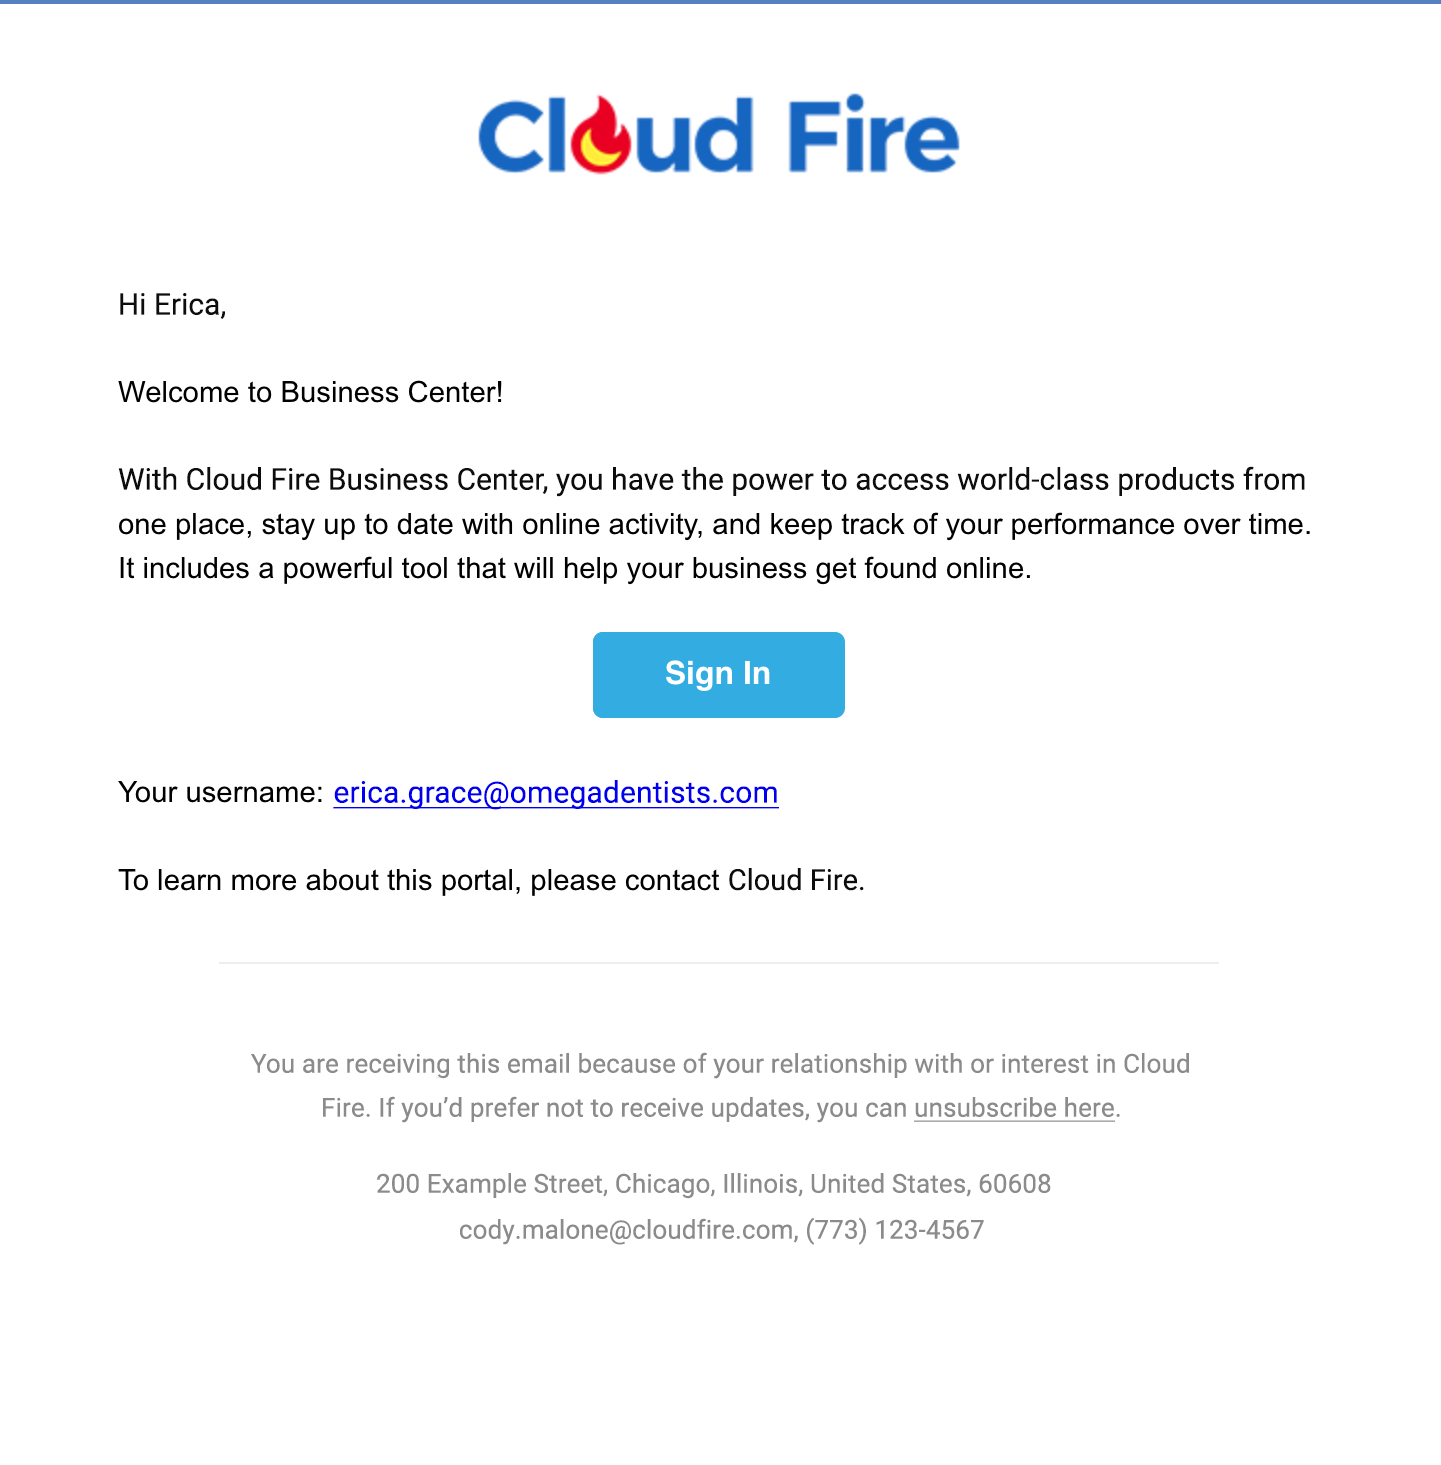 Cloud Fire
Hi Erica,
Welcome to Business Center!
With Cloud Fire Business Center, you have the power to access world-class products from
one place, stay up to date with online activity, and keep track of your performance over time.
It includes a powerful tool that will help your business get found online.
Sign In
Your username: erica.grace@omegadentists.com
To learn more about this portal, please contact Cloud Fire.
You are receiving this email because of your relationship with or interest in Cloud
Fire. If you’d prefer not to receive updates, you can unsubscribe here.
200 Example Street, Chicago, Illinois, United States, 60608
cody.malone@cloudfire.com, (773) 123-4567